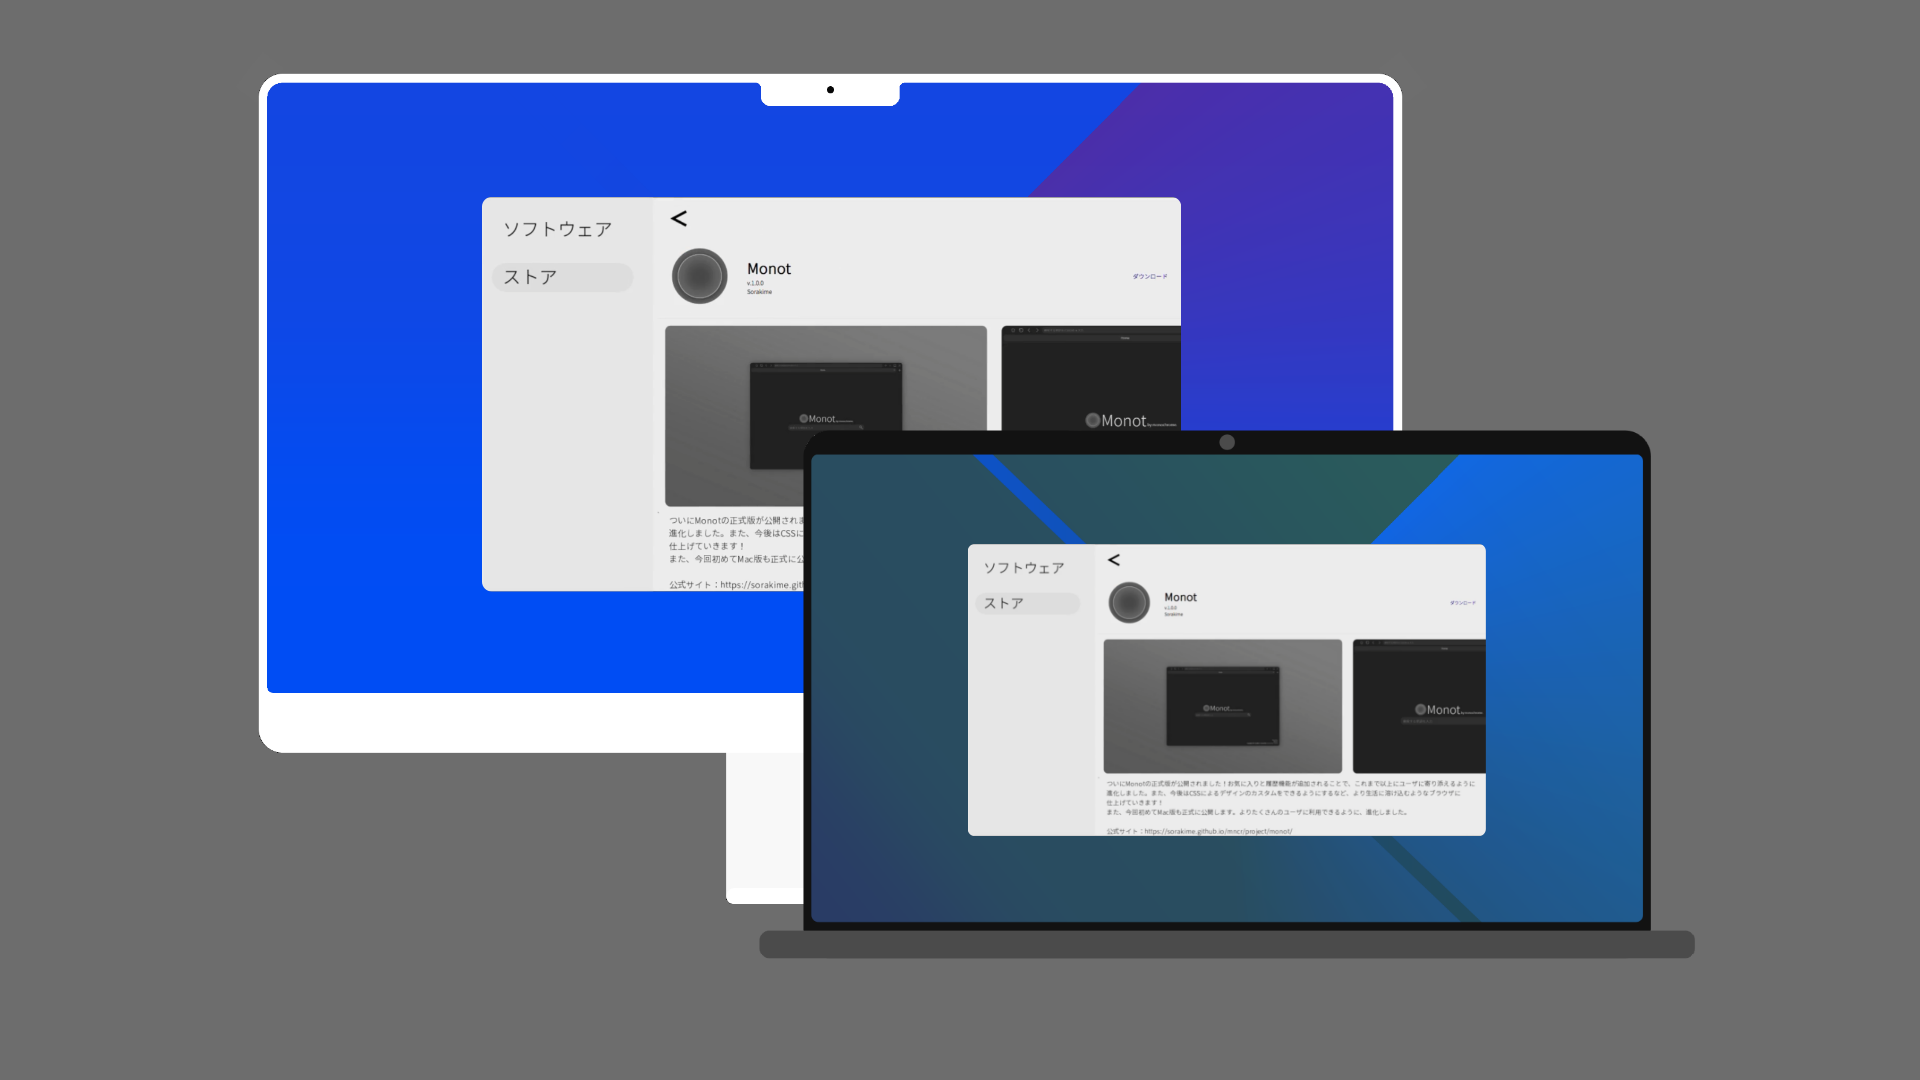 ソフトウェア
ストア
<
Monot
v.1.0.0
Sorakime
ダウンロード
Monot
Monot
ついにMonotの正式版が公開されま
進化しました。また、今後はCSSに
仕上げていきます！
また、今回初めてMac版も正式に公
公式サイト：https://sorakime.gith
ソフトウェア
ストア
<
Monot
v.1.0.0
Sorakime
ダウンロード
Monot
Monot
ついにMonotの正式版が公開されました！お気に入りと履歴機能が追加されることで、これまで以上にユーザに寄り添えるように
進化しました。また、今後はCSSによるデザインのカスタムをできるようにするなど、より生活に溶け込むようなブラウザに
仕上げていきます！
また、今回初めてMac版も正式に公開します。よりたくさんのユーザに利用できるように、進化しました。
公式サイト：https://sorakime.github.io/mncr/project/monot/